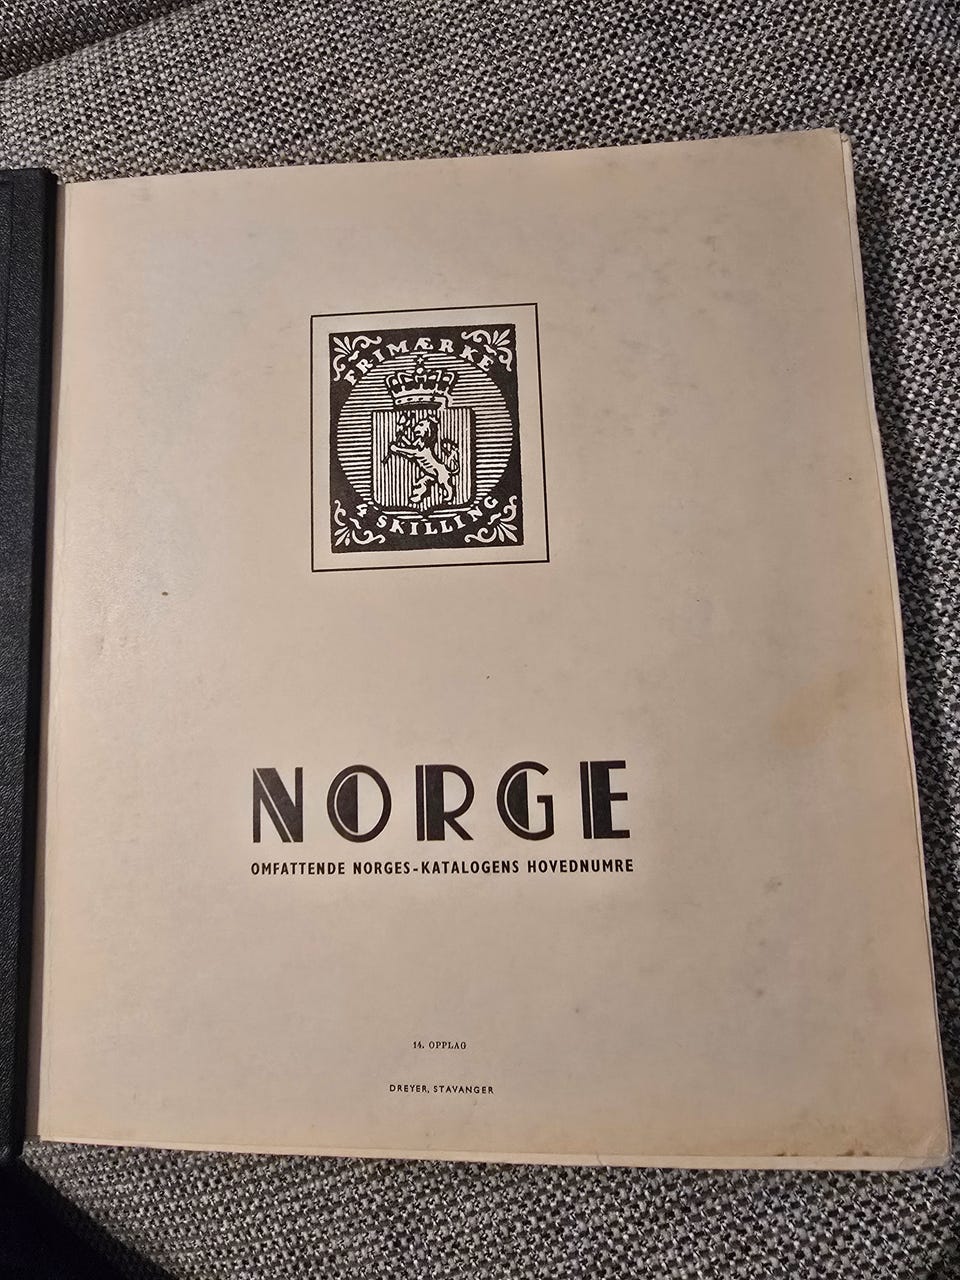 FRIMÆRKE
4 SKILLING
NORGE
OMFATTENDE NORGES-KATALOGENS HOVEDNUMRE
14. OPPLAG
DREYER, STAVANGER